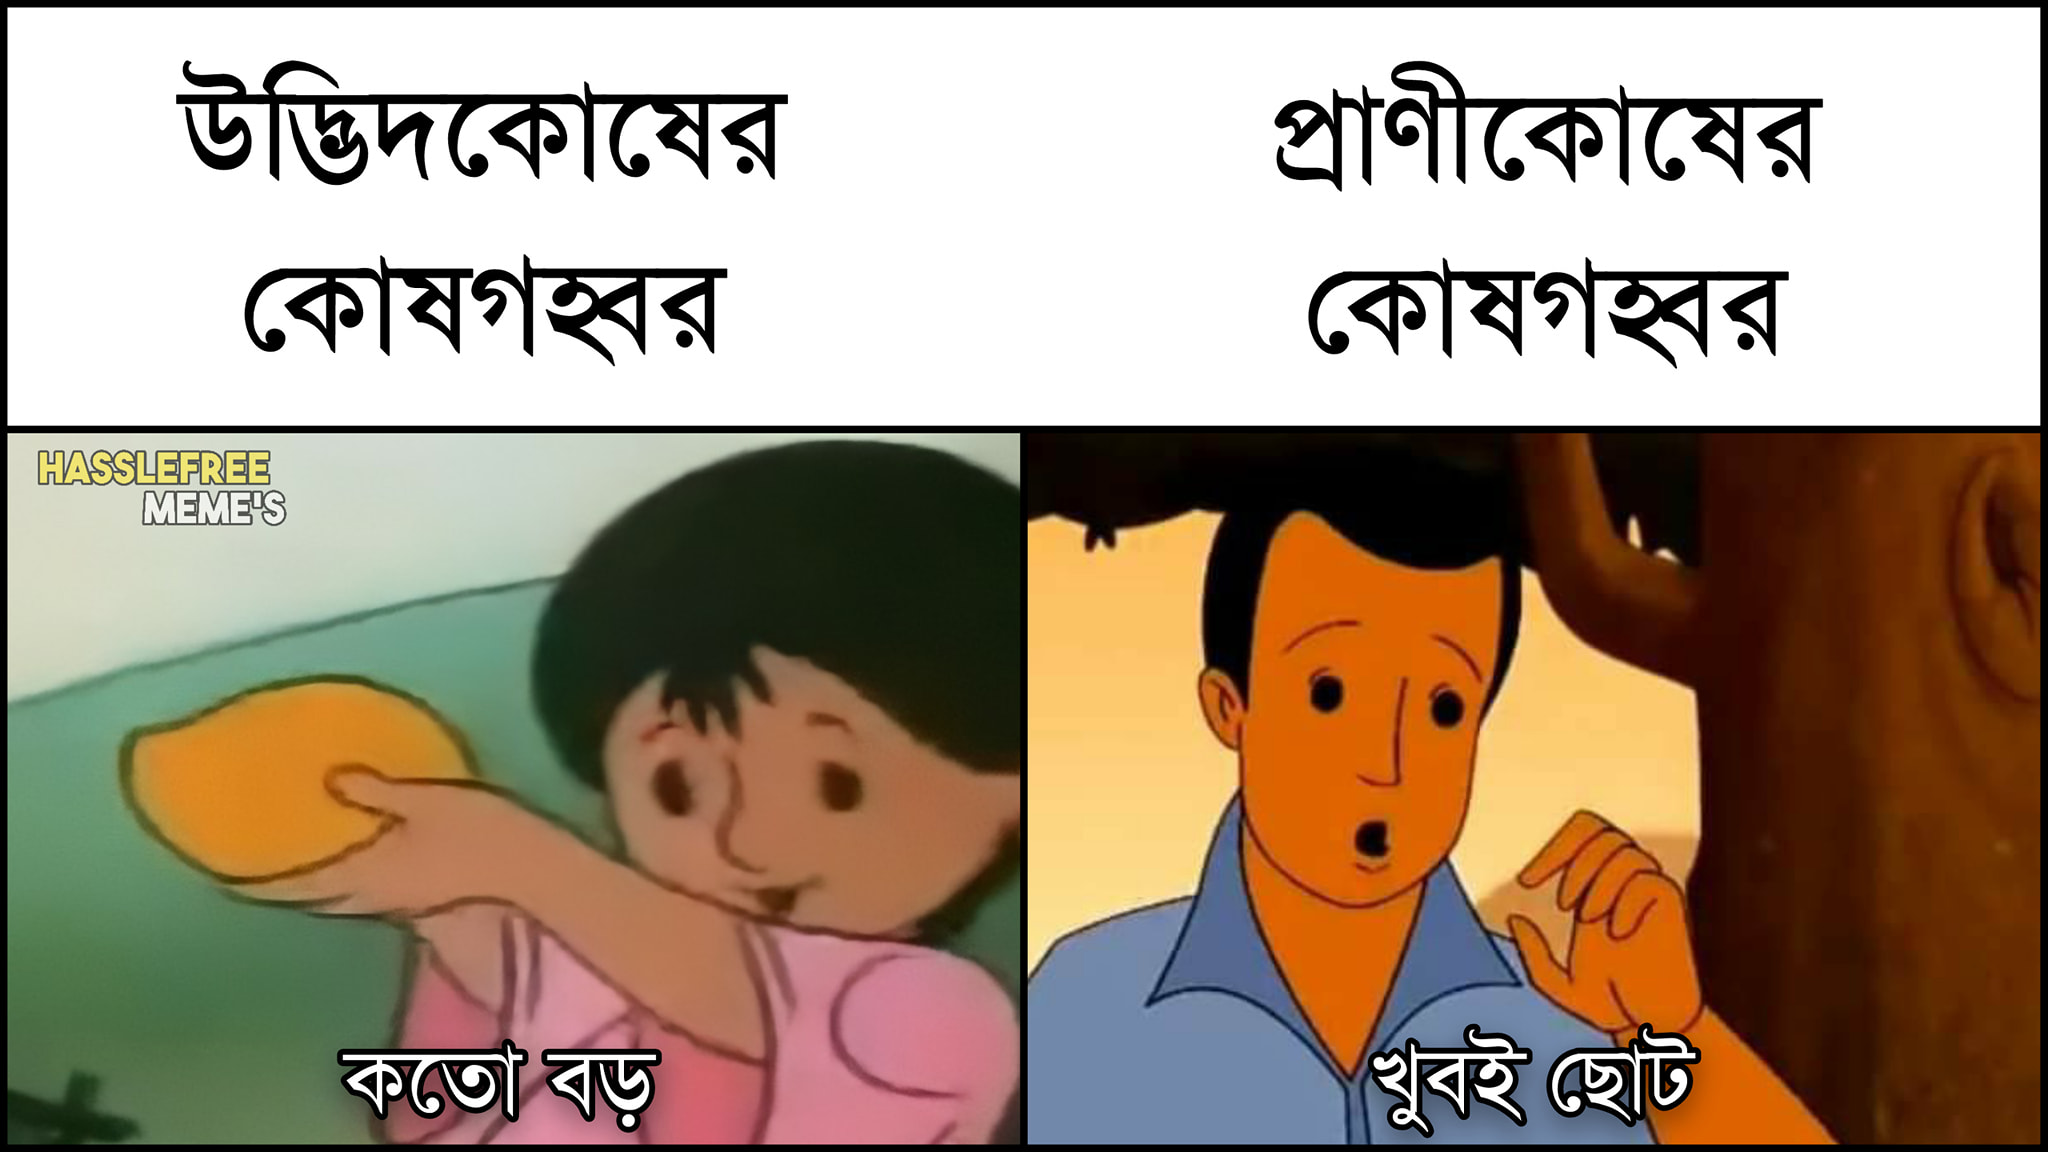 উদ্ভিদকোষের
কোষগহ্বর
প্রাণীকোষের
কোষগহ্বর
HASSLEFREE
MEME'S
কতো বড়
খুবই ছোট